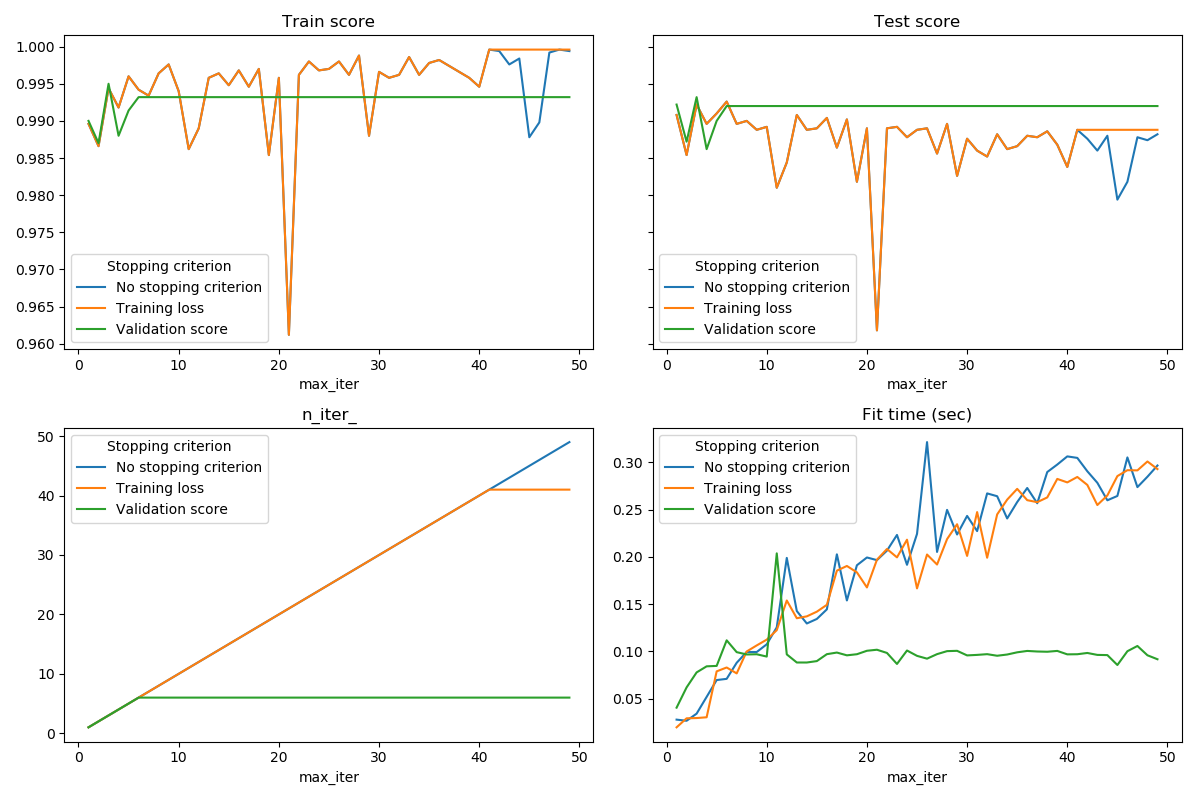 Train score
1.000
0.995
0.990
0.985
0.980
0.975
0.970
0.965
0.960
Stopping criterion
No stopping criterion
Training loss
Validation score
0 10 20 30 40 50
max_iter
Test score
Stopping criterion
No stopping criterion
Training loss
Validation score
0 10 20 30 40 50
max_iter
n_iter_
50
40
30
20
10
0
Stopping criterion
No stopping criterion
Training loss
Validation score
0 10 20 30 40 50
max_iter
Fit time (sec)
0.30
0.25
0.20
0.15
0.10
0.05
Stopping criterion
No stopping criterion
Training loss
Validation score
0 10 20 30 40 50
max_iter